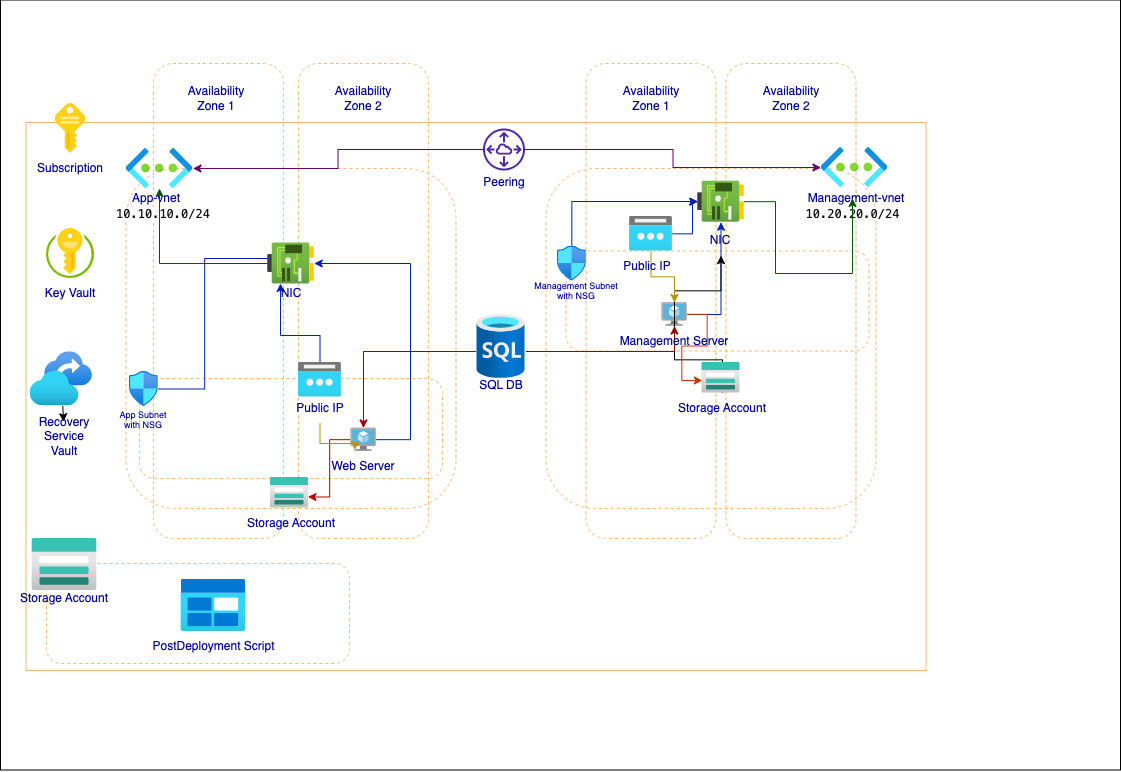 Availability
Zone 1
Availability
Zone 2
Availability
Zone 1
Availability
Zone 2
Subscription
App-vnet
10.10.10.0/24
Peering
Management-vnet
10.20.20.0/24
NIC
Public IP
Key Vault
NIC
Management Subnet
with NSG
Management Server
SQL
SQL DB
Public IP
Storage Account
App Subnet
with NSG
Recovery
Service
Vault
Web Server
Storage Account
Storage Account
PostDeployment Script